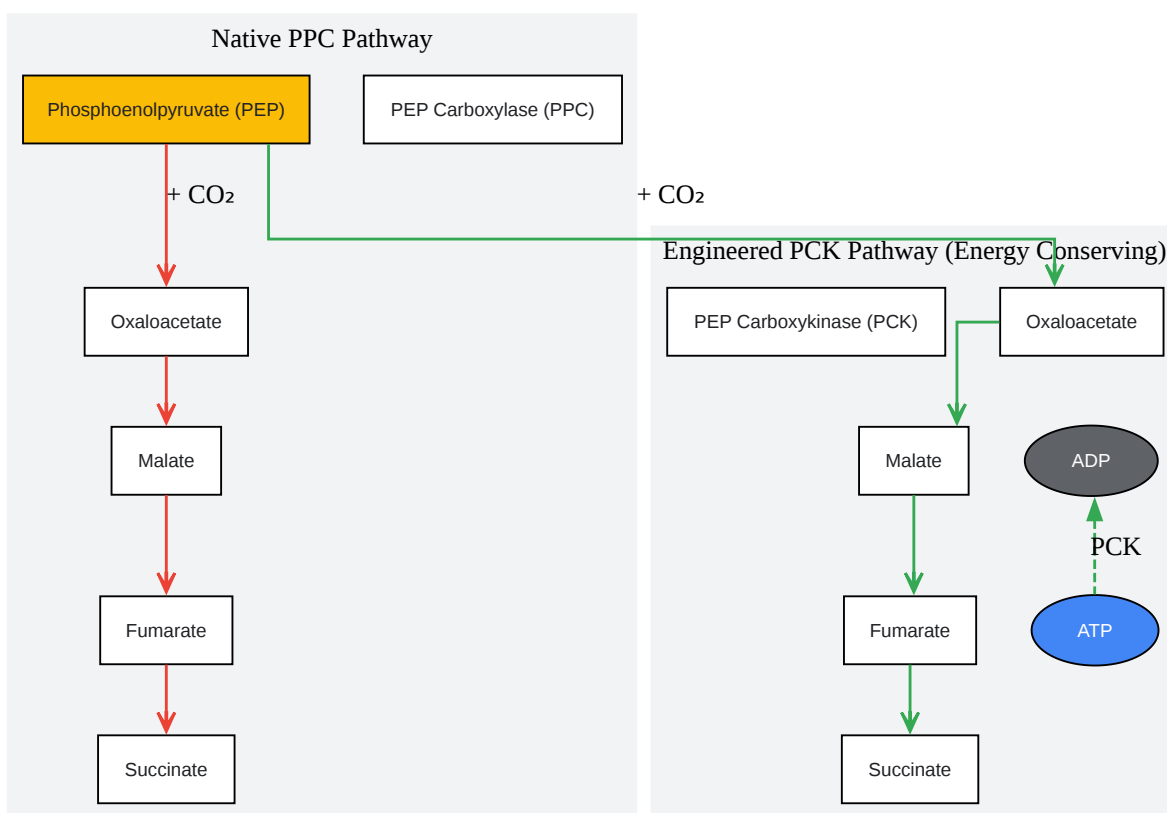 Native PPC Pathway
Phosphoenolpyruvate (PEP)
PEP Carboxylase (PPC)
+ CO₂
+ CO₂
Engineered PCK Pathway (Energy Conserving)
Oxaloacetate
PEP Carboxykinase (PCK)
Oxaloacetate
Malate
Malate
ADP
PCK
Fumarate
Fumarate
ATP
Succinate
Succinate